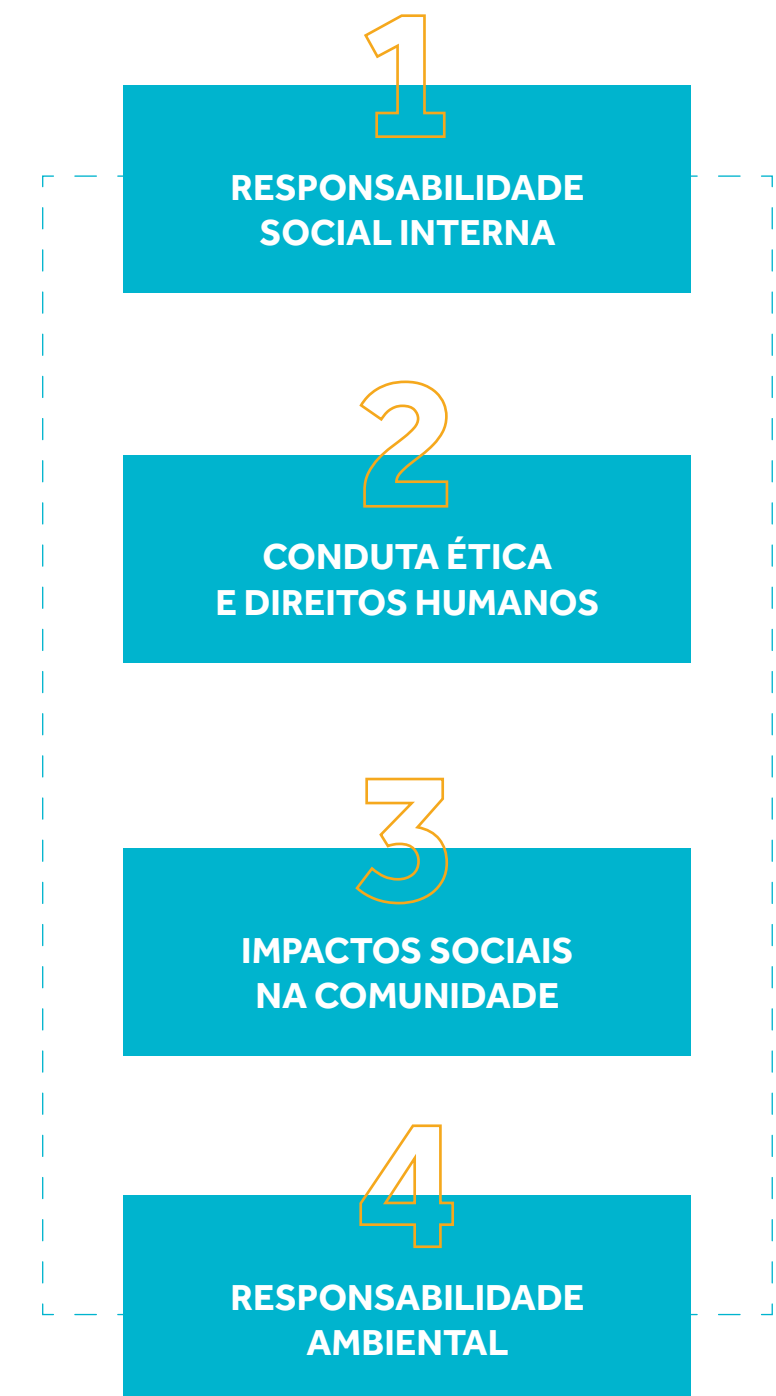 1
RESPONSABILIDADE
SOCIAL INTERNA
2
CONDUTA ÉTICA
E DIREITOS HUMANOS
3
IMPACTOS SOCIAIS
NA COMUNIDADE
4
RESPONSABILIDADE
AMBIENTAL